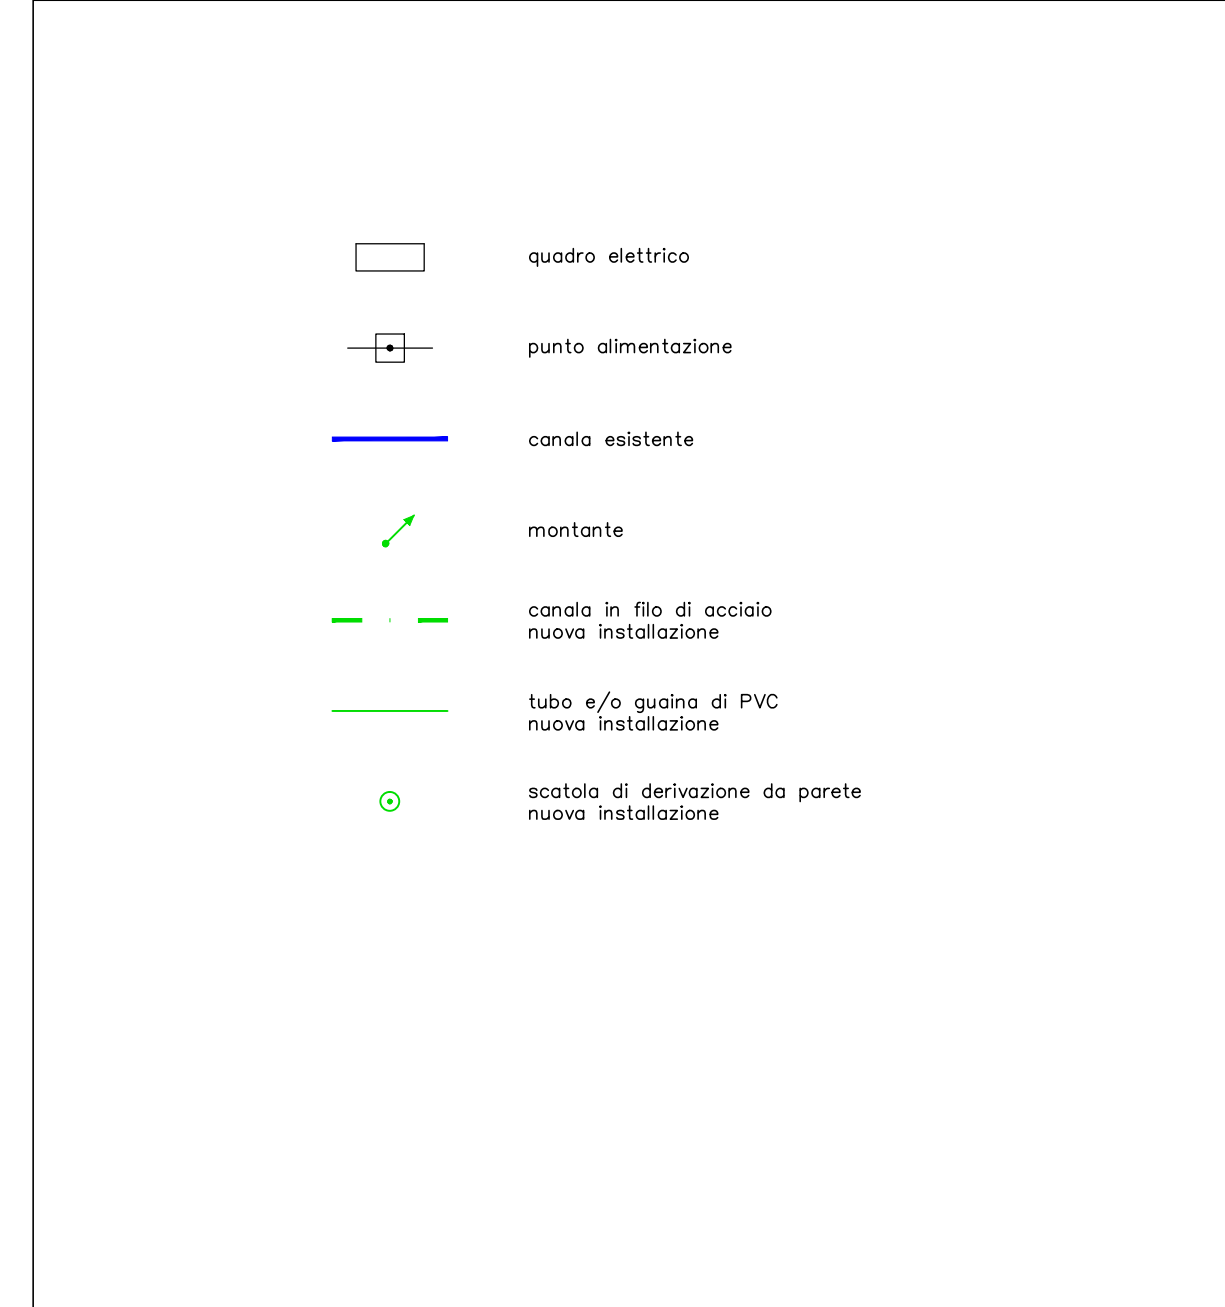 quadro elettrico
punto alimentazione
canala esistente
montante
canala in filo di acciaio
nuova installazione
tubo e/o guaina di PVC
nuova installazione
scatola di derivazione da parete
nuova installazione